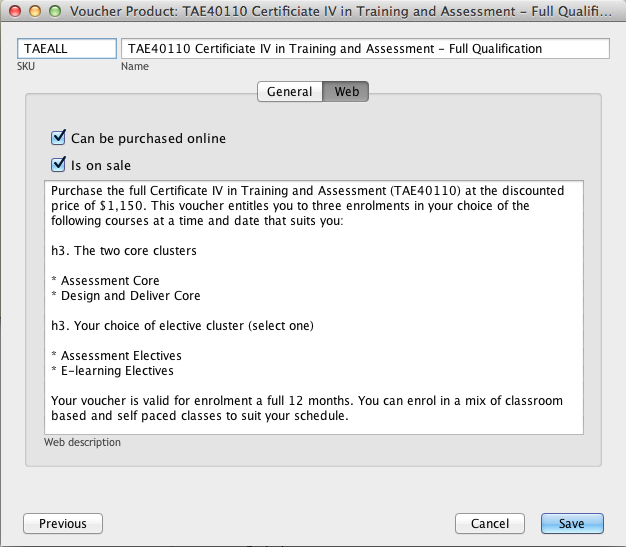 Voucher Product: TAE40110 Certificiate IV in Training and Assessment – Full Qualifi...
TAEALL
TAE40110 Certificiate IV in Training and Assessment – Full Qualification
SKU
Name
General
Web
Can be purchased online
Is on sale
Purchase the full Certificate IV in Training and Assessment (TAE40110) at the discounted
price of $1,150. This voucher entitles you to three enrolments in your choice of the
following courses at a time and date that suits you:
h3. The two core clusters
* Assessment Core
* Design and Deliver Core
h3. Your choice of elective cluster (select one)
* Assessment Electives
* E-learning Electives
Your voucher is valid for enrolment a full 12 months. You can enrol in a mix of classroom
based and self paced classes to suit your schedule.
Web description
Previous
Cancel
Save